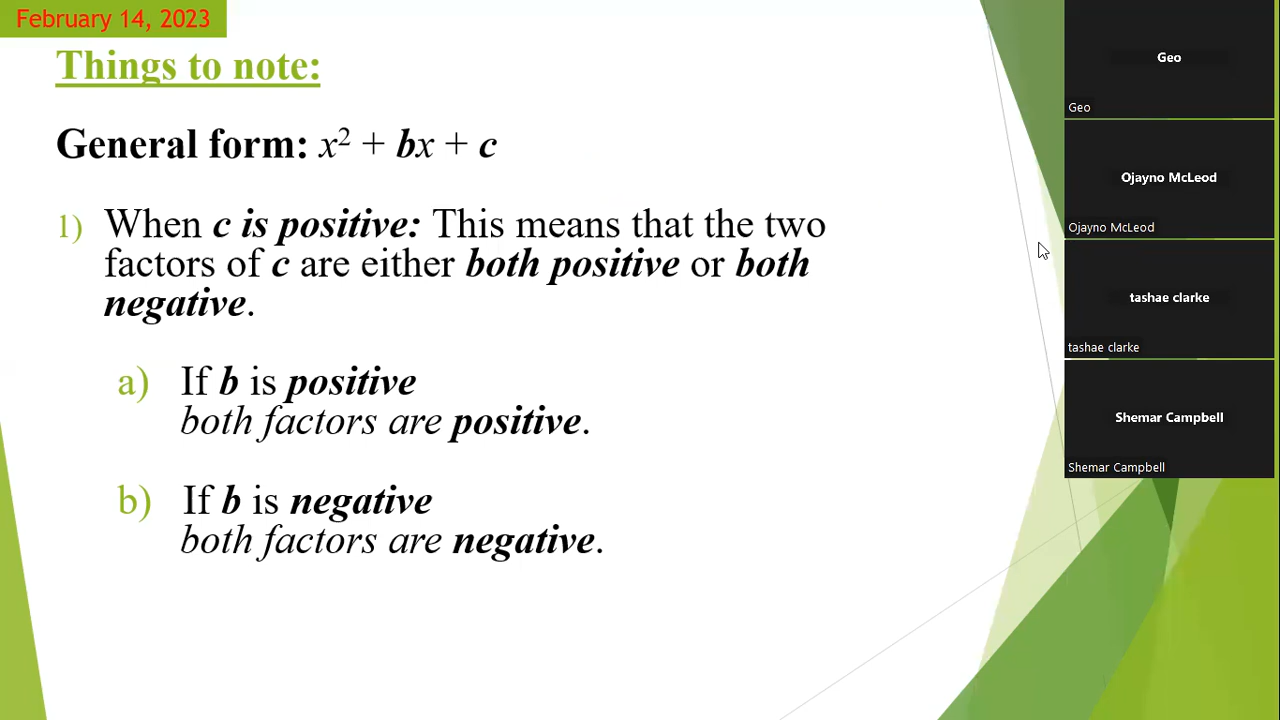 February 14, 2023
Things to note:
General form: x² + bx + c
1) When c is positive: This means that the two
factors of c are either both positive or both
negative.
a) If b is positive
both factors are positive.
b) If b is negative
both factors are negative.
Geo
Geo
Ojayno McLeod
Ojayno McLeod
tashae clarke
tashae clarke
Shemar Campbell
Shemar Campbell